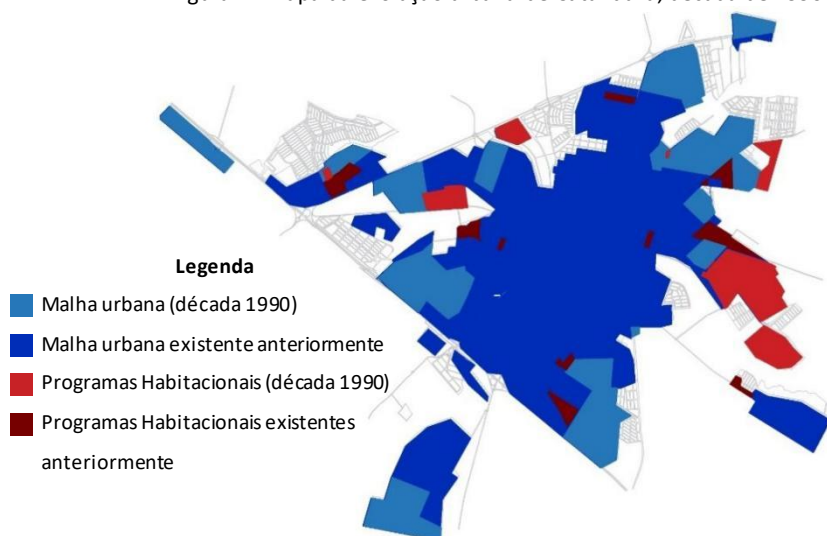 Legenda
Malha urbana (década 1990)
Malha urbana existente anteriormente
Programas Habitacionais (década 1990)
Programas Habitacionais existentes
anteriormente